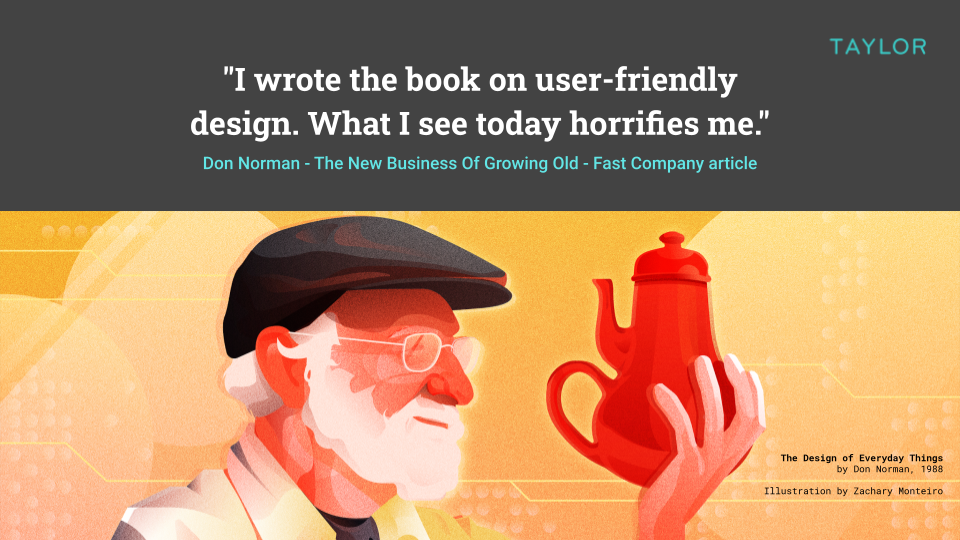 TAYLOR
"I wrote the book on user-friendly
design. What I see today horrifies me."
Don Norman - The New Business Of Growing Old - Fast Company article
The Design of Everyday Things
by Don Norman, 1988
Illustration by Zachary Monteiro